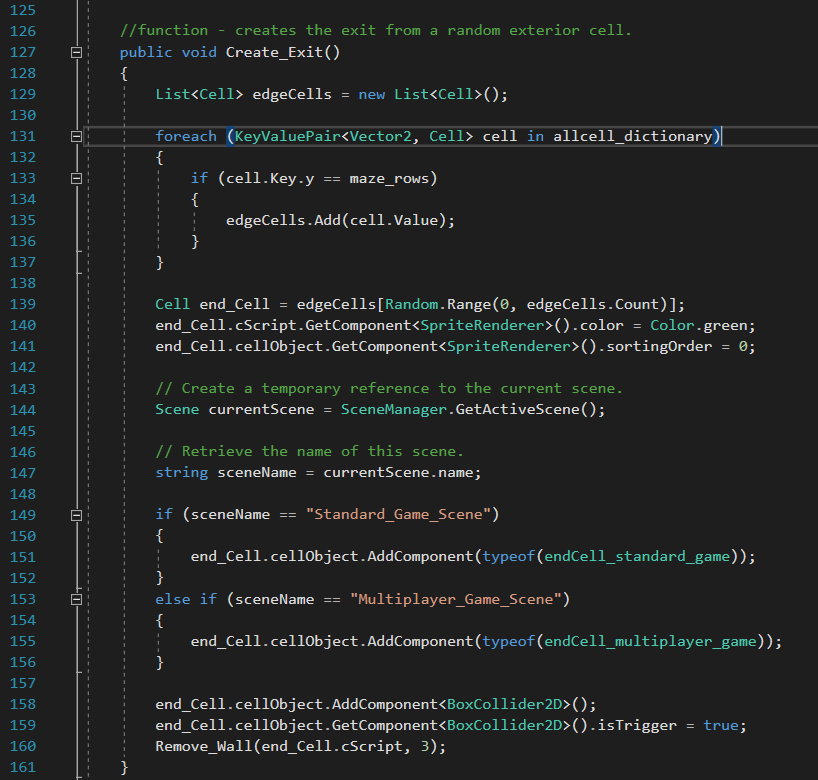 125
126 //function - creates the exit from a random exterior cell.
127 public void Create_Exit()
128 {
129 List<Cell> edgeCells = new List<Cell>();
130
131 foreach (KeyValuePair<Vector2, Cell> cell in allcell_dictionary)
132 {
133 if (cell.Key.y == maze_rows)
134 {
135 edgeCells.Add(cell.Value);
136 }
137 }
138
139 Cell end_Cell = edgeCells[Random.Range(0, edgeCells.Count)];
140 end_Cell.cScript.GetComponent<SpriteRenderer>().color = Color.green;
141 end_Cell.cellObject.GetComponent<SpriteRenderer>().sortingOrder = 0;
142
143 // Create a temporary reference to the current scene.
144 Scene currentScene = SceneManager.GetActiveScene();
145
146 // Retrieve the name of this scene.
147 string sceneName = currentScene.name;
148
149 if (sceneName == "Standard_Game_Scene")
150 {
151 end_Cell.cellObject.AddComponent(typeof(endCell_standard_game));
152 }
153 else if (sceneName == "Multiplayer_Game_Scene")
154 {
155 end_Cell.cellObject.AddComponent(typeof(endCell_multiplayer_game));
156 }
157
158 end_Cell.cellObject.AddComponent<BoxCollider2D>();
159 end_Cell.cellObject.GetComponent<BoxCollider2D>().isTrigger = true;
160 Remove_Wall(end_Cell.cScript, 3);
161 }